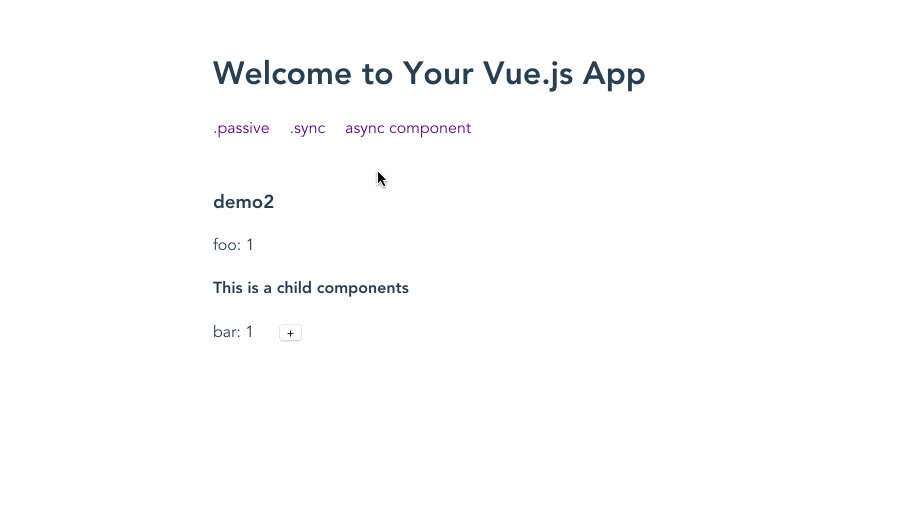 Welcome to Your Vue.js App
.passive .sync async component
demo2
foo: 1
This is a child components
bar: 1 +